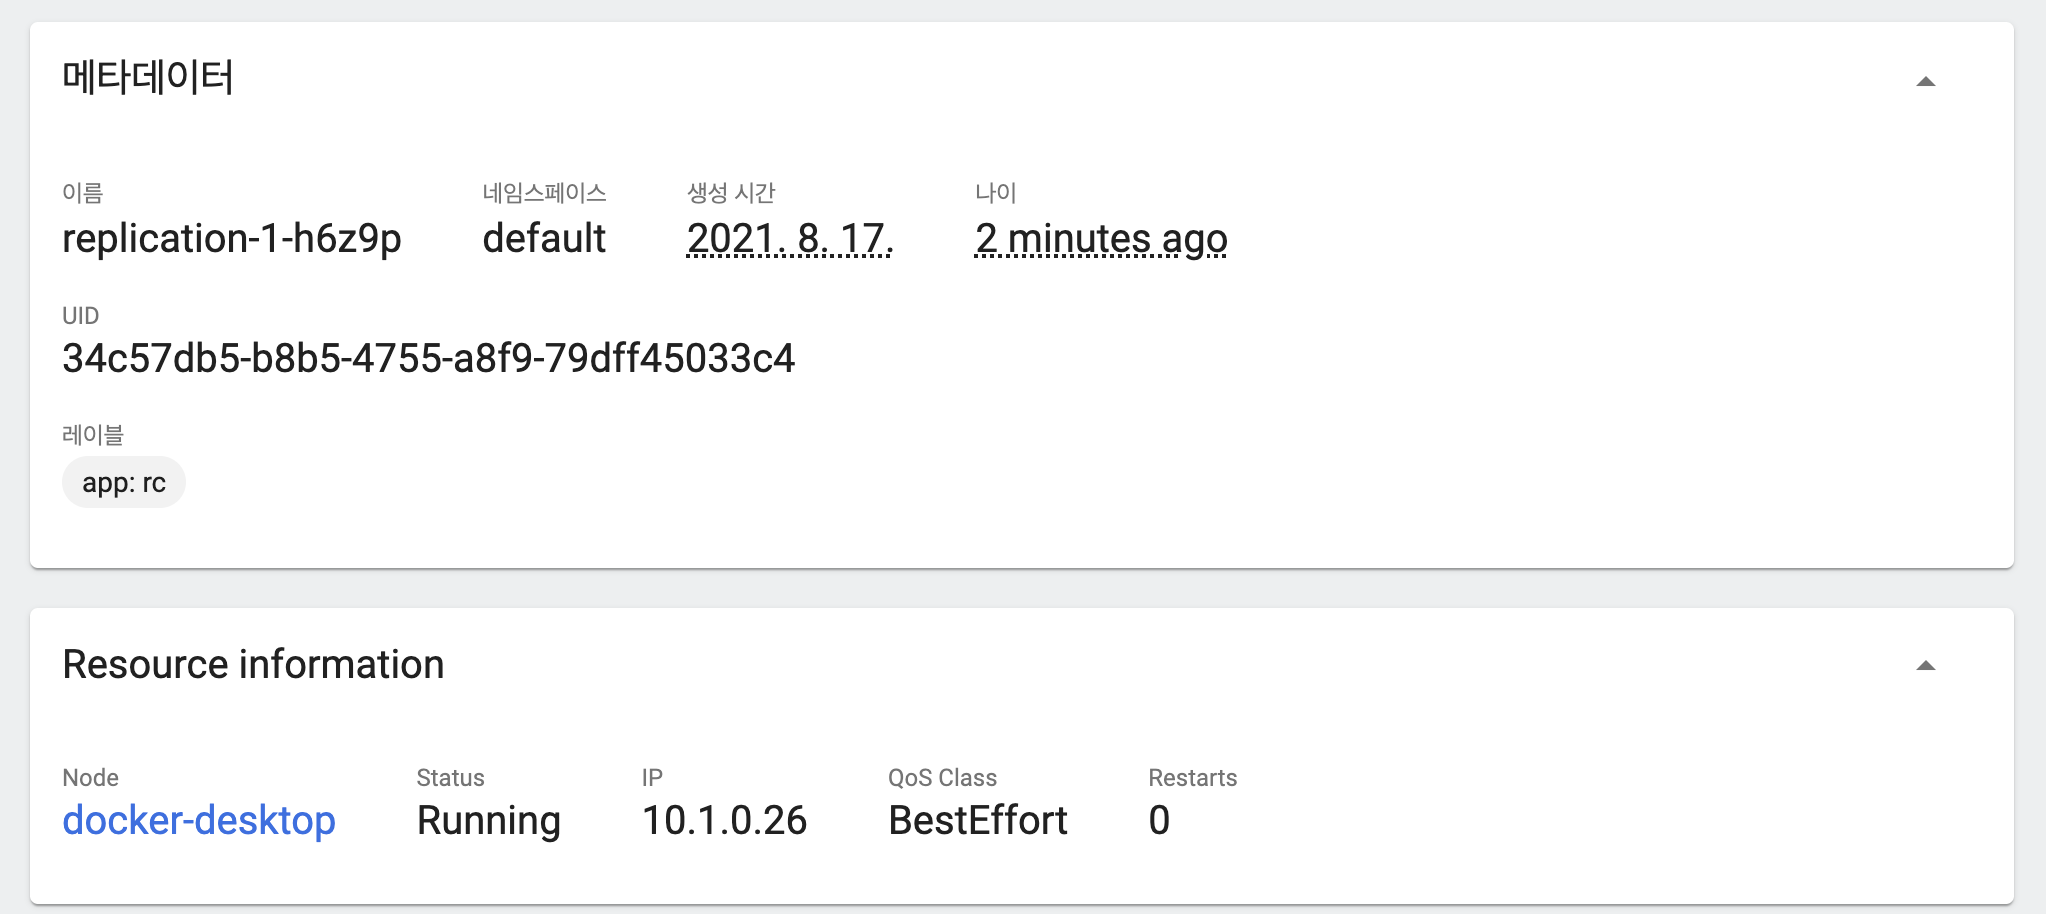 메타데이터
이름 네임스페이스 생성 시간 나이
replication-1-h6z9p default 2021. 8. 17. 2 minutes ago
UID
34c57db5-b8b5-4755-a8f9-79dff45033c4
레이블
app: rc
Resource information
Node Status IP QoS Class Restarts
docker-desktop Running 10.1.0.26 BestEffort 0